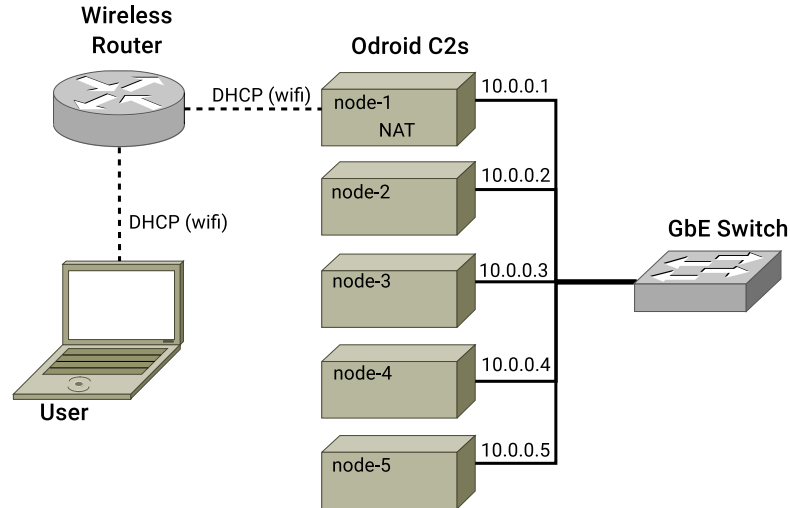 Wireless
Router
Odroid C2s
DHCP (wifi)
node-1
NAT
10.0.0.1
node-2
10.0.0.2
DHCP (wifi)
GbE Switch
node-3
10.0.0.3
node-4
10.0.0.4
User
node-5
10.0.0.5